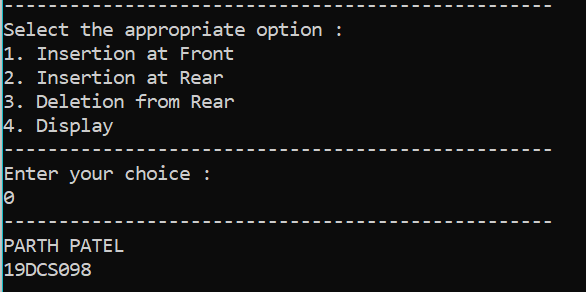 --------------------------------------------------
Select the appropriate option :
1. Insertion at Front
2. Insertion at Rear
3. Deletion from Rear
4. Display
--------------------------------------------------
Enter your choice :
0
--------------------------------------------------
PARTH PATEL
19DCS098